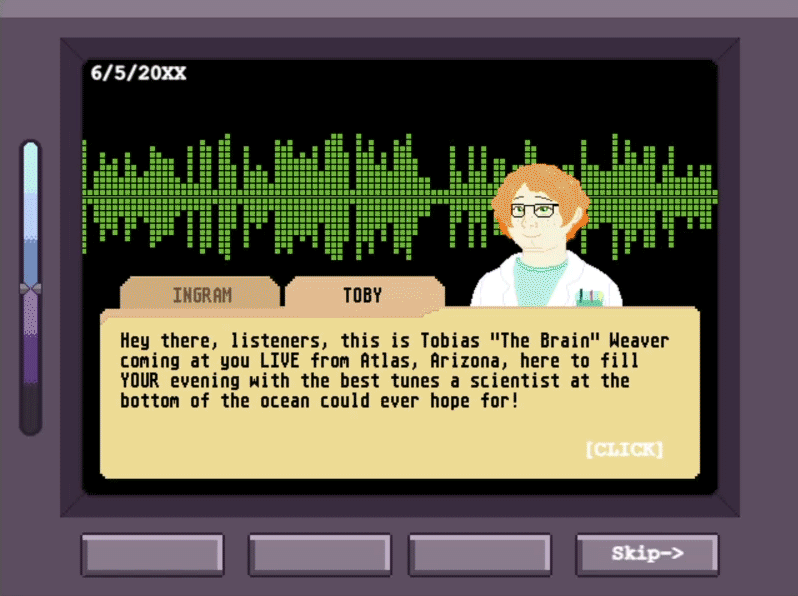 6/5/20XX
INGRAM TOBY
Hey there, listeners, this is Tobias "The Brain" Weaver
coming at you LIVE from Atlas, Arizona, here to fill
YOUR evening with the best tunes a scientist at the
bottom of the ocean could ever hope for!
[CLICK]
Skip->